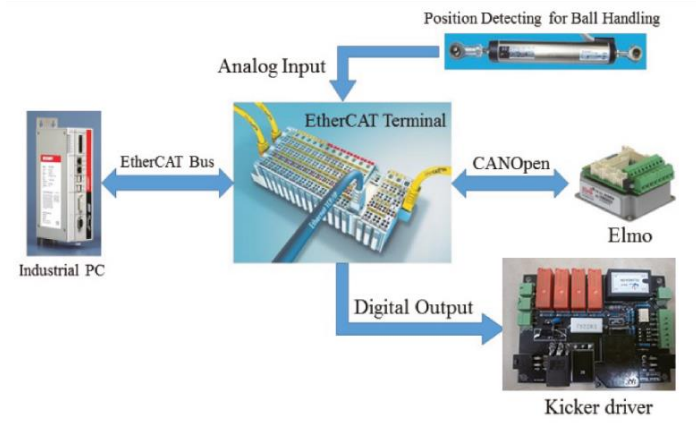 Position Detecting for Ball Handling
Analog Input
EtherCAT Terminal
EtherCAT Bus
CANOpen
Elmo
Industrial PC
Digital Output
Kicker driver